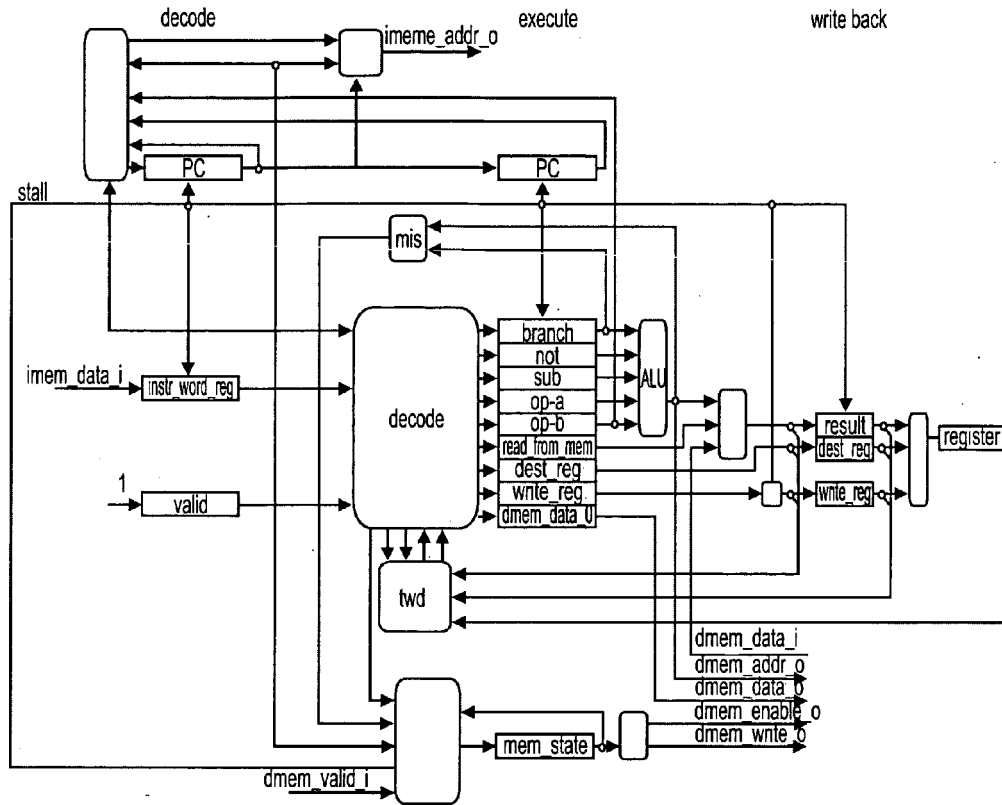 decode
execute
write back
imeme_addr_o
PC
PC
stall
mis
branch
not
sub
op-a
op-b
read_from_mem
dest_reg
write_reg
dmem_data_0
ALU
imem_data_i
instr_word_reg
decode
1
valid
result
dest_reg
write_reg
register
fwd
dmem_data_i
dmem_addr_o
dmem_data_o
dmem_enable_o
dmem_write_o
mem_state
dmem_valid_i